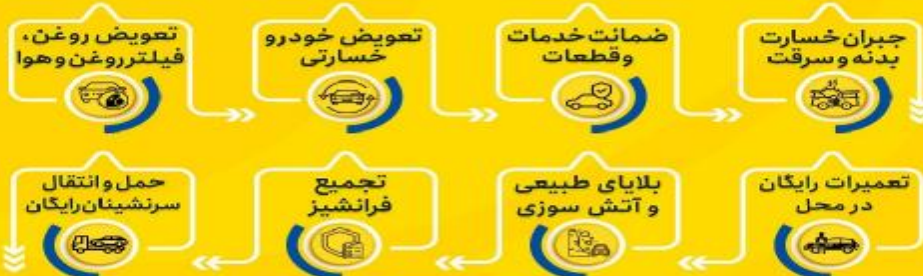 جبران خسارت
بدنه و سرقت
ضمانت خدمات
وقطعات
تعویض خودرو
خسارتی
تعویض روغن،
فیلتر روغن و هوا
تعمیرات رایگان
در محل
بلایای طبیعی
و آتش سوزی
تجمیع
فرانشیز
حمل و انتقال
سرنشینان رایگان